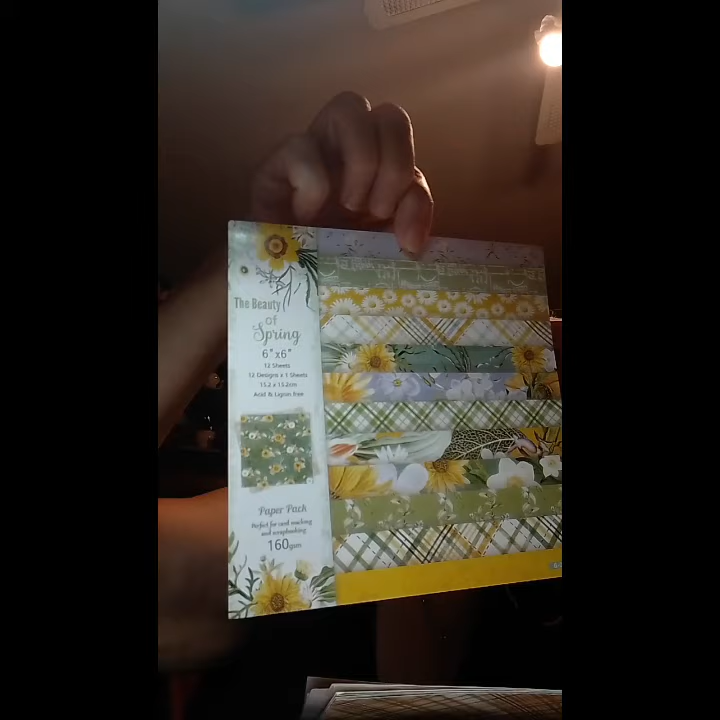 The Beauty
of
Spring
6"x6"
12 Sheets
12 Designs x 1 Sheets
15.2 x 15.2cm
Acid & Lignin free
Paper Pack
Perfect for card making
and scrapbooking
160gsm